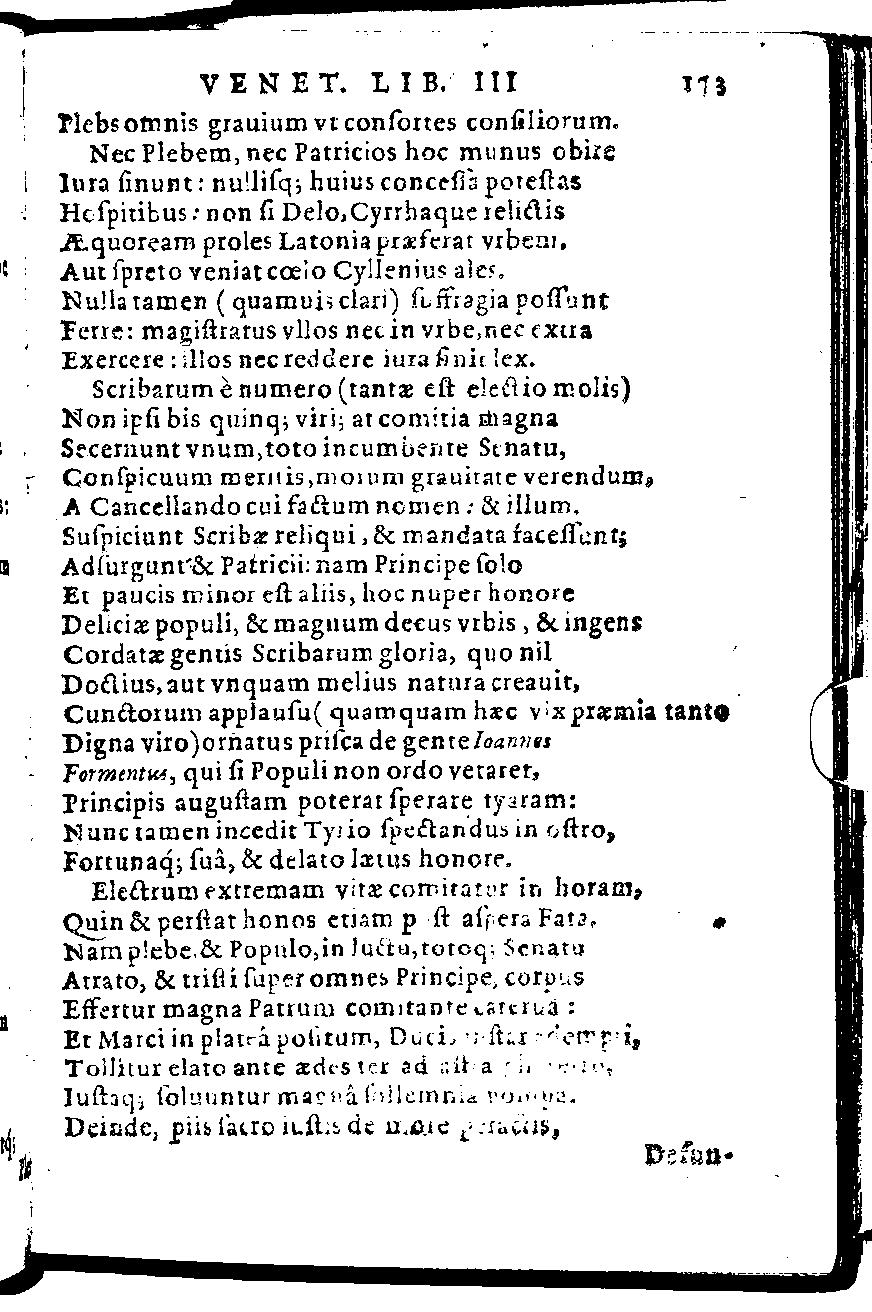 VENET. LIB. III 173
Plebs omnis grauium vt conſortes conſiliorum.
Nec Plebem, nec Patricios hoc munus obire
Iura ſinunt: nulliſq; huius conceſſa poteſtas
Hoſpitibus: non ſi Delo, Cyrrhaque relictis
Æquoream proles Latonia præferat vrbem,
Aut ſpreto veniat cœlo Cyllenius ales.
Nulla tamen ( quamuis clari) ſuffragia poſſunt
Ferre: magiſtratus vllos nec in vrbe, nec extra
Exercere: illos nec reddere iura ſinit lex.
Scribarum è numero (tantæ eſt electio molis)
Non ipſi bis quinq; viri; at comitia magna
Secernunt vnum, toto incumbente Senatu,
Conſpicuum meritis, morum grauitate verendum,
A Cancellando cui factum nomen: & illum.
Suſpiciunt Scribæ reliqui, & mandata faceſſunt;
Adſurgunt & Patricii: nam Principe ſolo
Et paucis minor eſt aliis, hoc nuper honore
Deliciæ populi, & magnum decus vrbis, & ingens
Cordatæ gentis Scribarum gloria, quo nil
Doctius, aut vnquam melius natura creauit,
Cunctorum applauſu( quamquam hæc vix præmia tanto
Digna viro) ornatus priſca de gente Ioannes
Formentus, qui ſi Populi non ordo vetaret,
Principis auguſtam poterat ſperare tyaram:
Nunc tamen incedit Tyrio ſpectandus in oſtro,
Fortunaq́; ſuâ, & delato lætus honore.
Electrum extremam vitæ comitatur in horam,
Quin & perſtat honos etiam poſt aſpera Fata.
Nam plebe, & Populo, in luctu, totoq; Senatu
Atrato, & triſti ſuper omnes Principe, corpus
Effertur magna Patrum comitante cateruâ:
Et Marci in plateâ poſitum, Ducis
Tollitur elato ante ædes ter ad
Iuſtaq; ſoluuntur magnâ ſollemnia pompa.
Deinde, piis ſacro iuſtis de more peractis,
Defun-